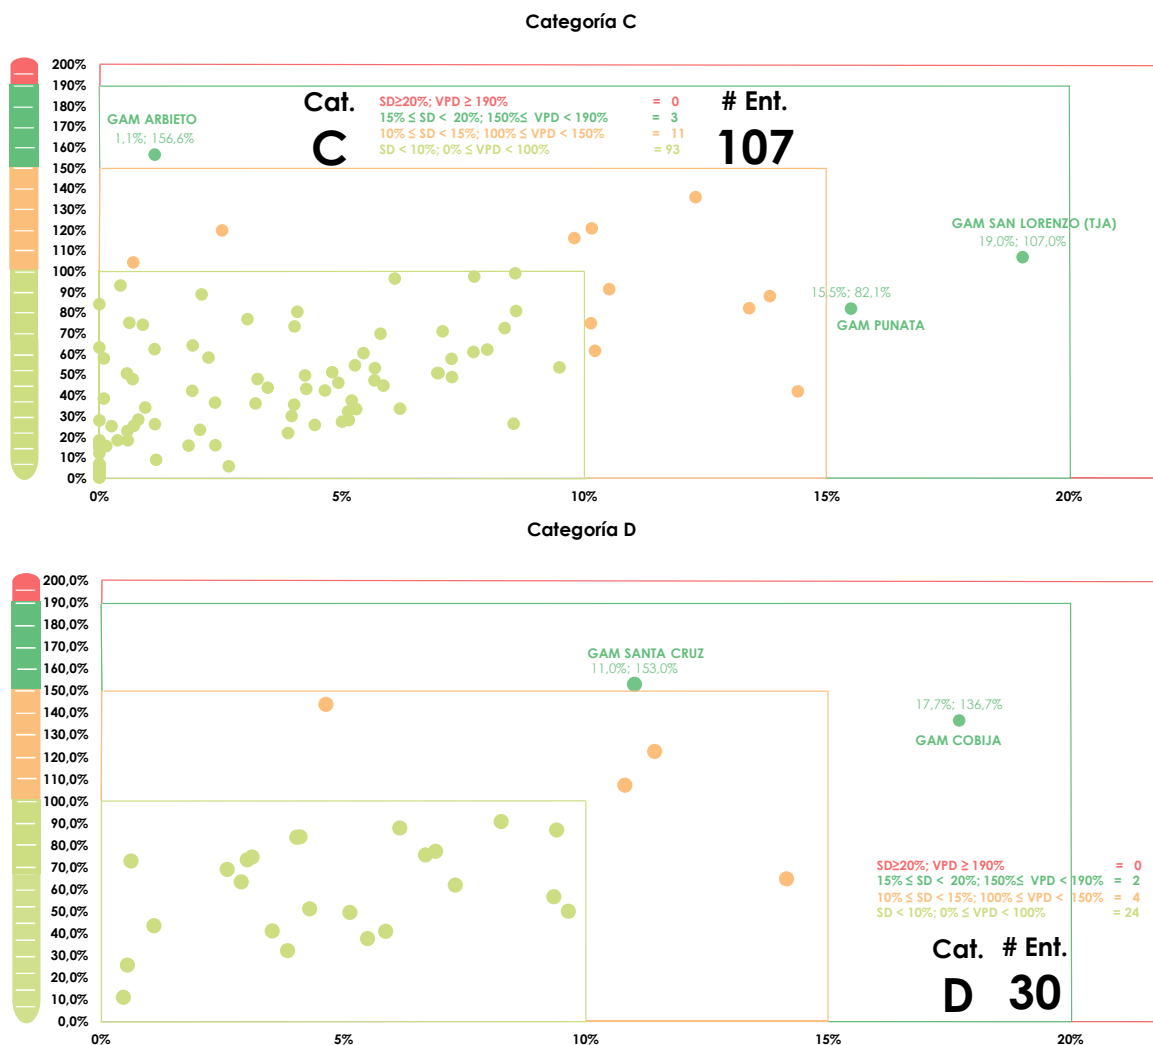 Categoría C
200%
190%
180%
170%
160%
150%
140%
130%
120%
110%
100%
90%
80%
70%
60%
50%
40%
30%
20%
10%
0%
Cat.
C
SD≥20%; VPD ≥ 190% = 0
15% ≤ SD < 20%; 150%≤ VPD < 190% = 3
10% ≤ SD < 15%; 100% ≤ VPD < 150% = 11
SD < 10%; 0% ≤ VPD < 100% = 93
# Ent.
107
GAM ARBIETO
1,1%; 156,6%
GAM SAN LORENZO (TJA)
19,0%; 107,0%
15,5%; 82,1%
GAM PUNATA
0%
5%
10%
15%
20%
Categoría D
200,0%
190,0%
180,0%
170,0%
160,0%
150,0%
140,0%
130,0%
120,0%
110,0%
100,0%
90,0%
80,0%
70,0%
60,0%
50,0%
40,0%
30,0%
20,0%
10,0%
0,0%
GAM SANTA CRUZ
11,0%; 153,0%
17,7%; 136,7%
GAM COBIJA
SD≥20%; VPD ≥ 190% = 0
15% ≤ SD < 20%; 150%≤ VPD < 190% = 2
10% ≤ SD < 15%; 100% ≤ VPD < 150% = 4
SD < 10%; 0% ≤ VPD < 100% = 24
Cat. # Ent.
D 30
0%
5%
10%
15%
20%